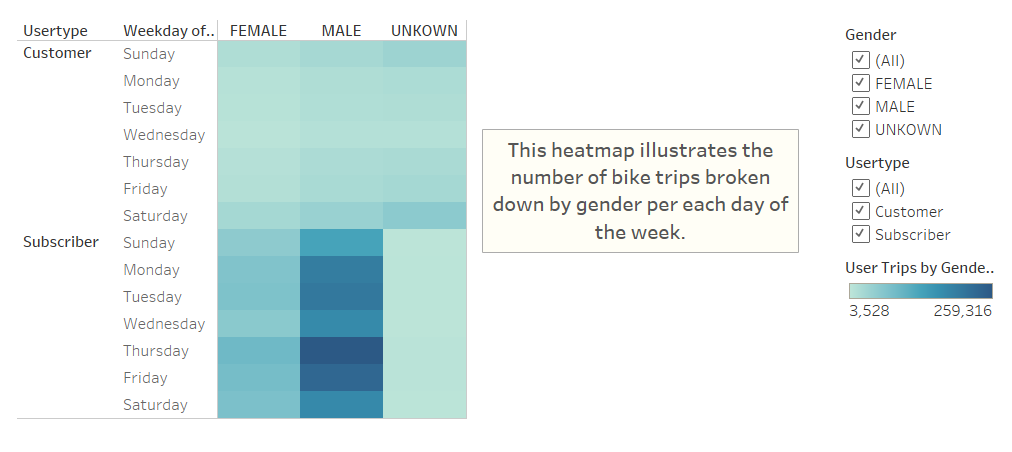 Usertype Weekday of.. FEMALE MALE UNKOWN
Customer Sunday
Monday
Tuesday
Wednesday
Thursday
Friday
Saturday
Subscriber Sunday
Monday
Tuesday
Wednesday
Thursday
Friday
Saturday
This heatmap illustrates the
number of bike trips broken
down by gender per each day of
the week.
Gender
(All)
FEMALE
MALE
UNKOWN
Usertype
(All)
Customer
Subscriber
User Trips by Gende..
3,528 259,316